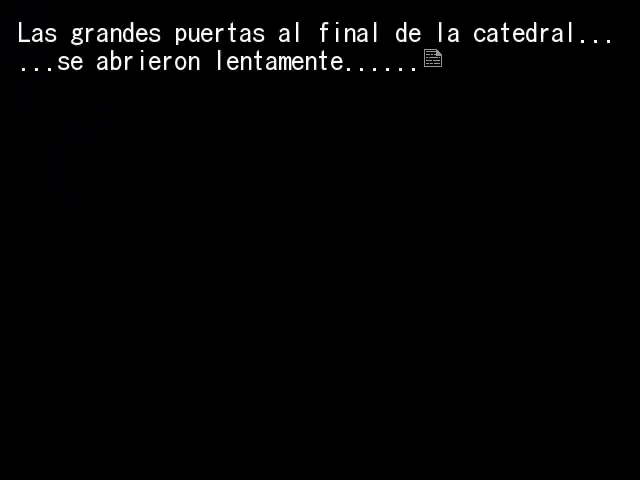 Las grandes puertas al final de la catedral...
...se abrieron lentamente......